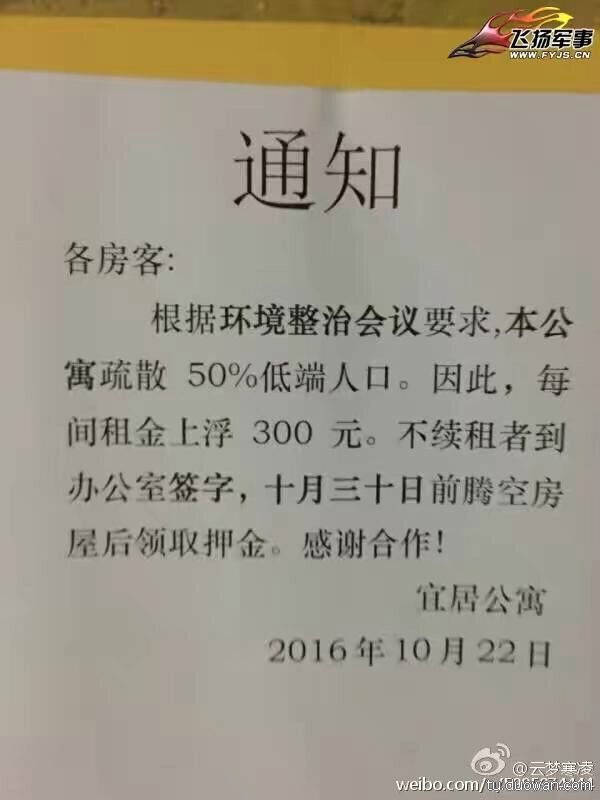 飞扬军事
WWW.FYJS.CN
通知
各房客:
根据环境整治会议要求,本公
寓疏散 50%低端人口。因此，每
间租金上浮 300 元。不续租者到
办公室签字，十月三十日前腾空房
屋后领取押金。感谢合作!
宜居公寓
2016年10月22日
@云梦寒凌
weibo.com/u/
tu.duowan.com